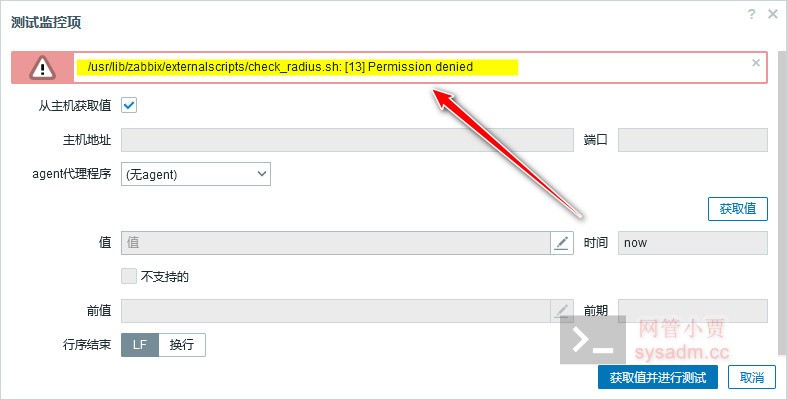 测试监控项
/usr/lib/zabbix/externalscripts/check_radius.sh: [13] Permission denied
从主机获取值
主机地址 端口
agent代理程序 (无agent)
获取值
值 值 时间 now
不支持的
前值 前期
行序结束 LF 换行
网管小贾
sysadm.cc
获取值并进行测试 取消